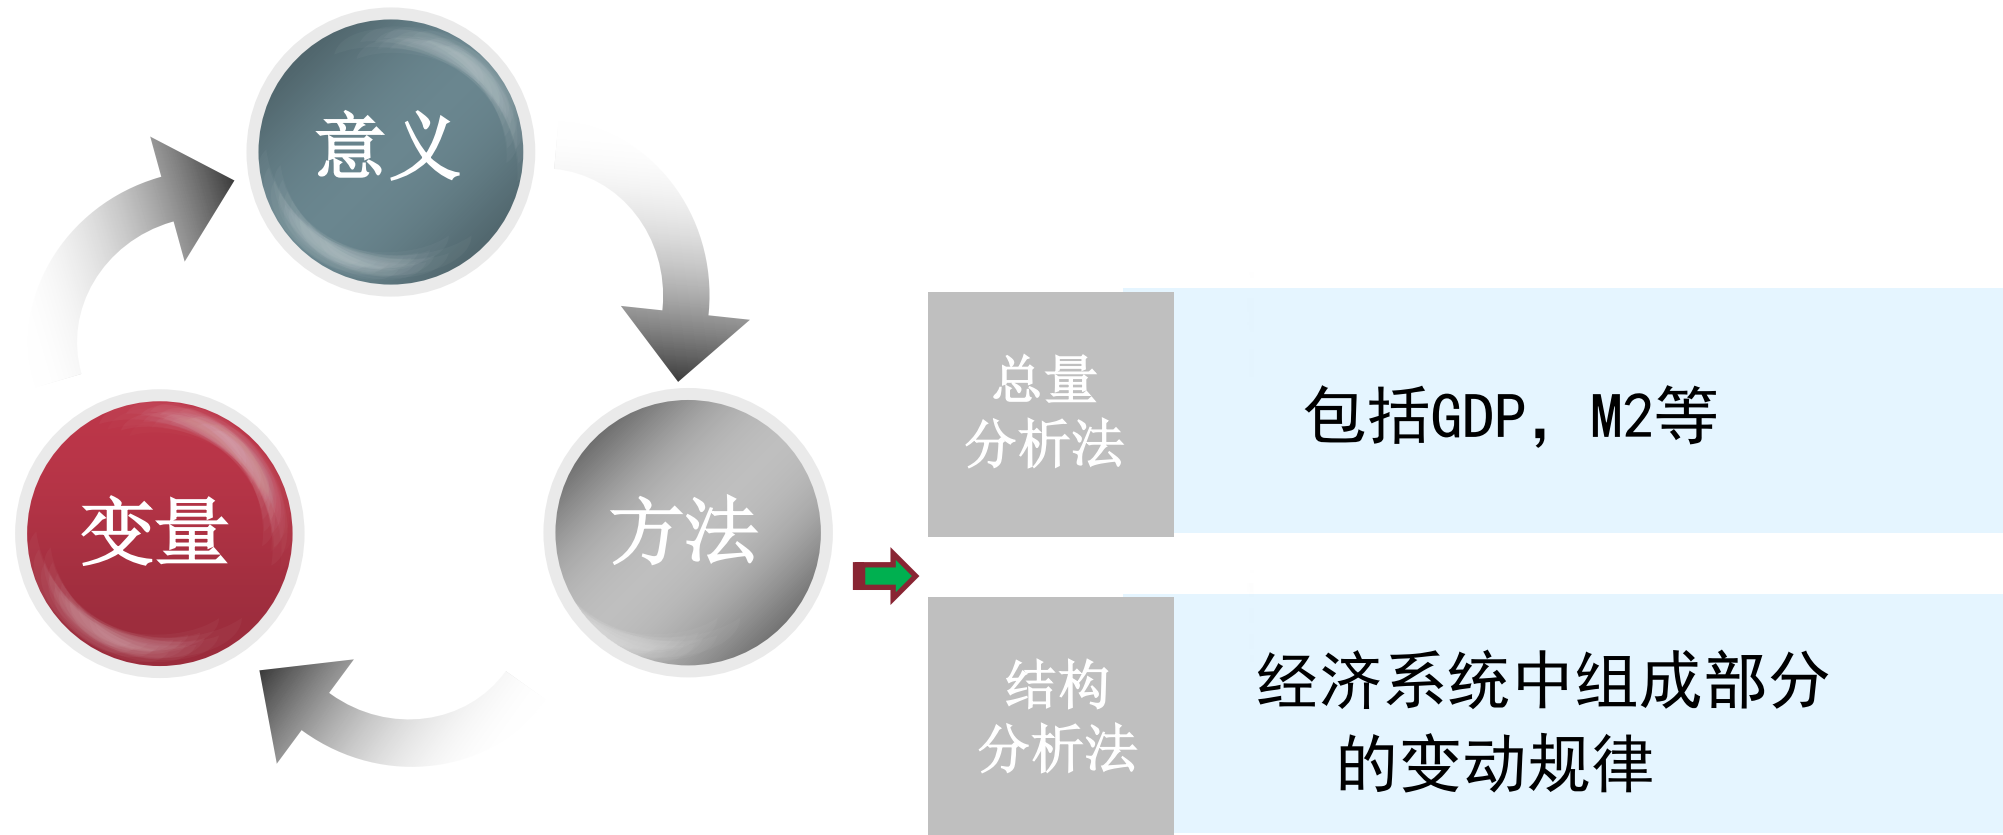 意义
变量
方法
总量
分析法
包括GDP，M2等
结构
分析法
经济系统中组成部分
的变动规律